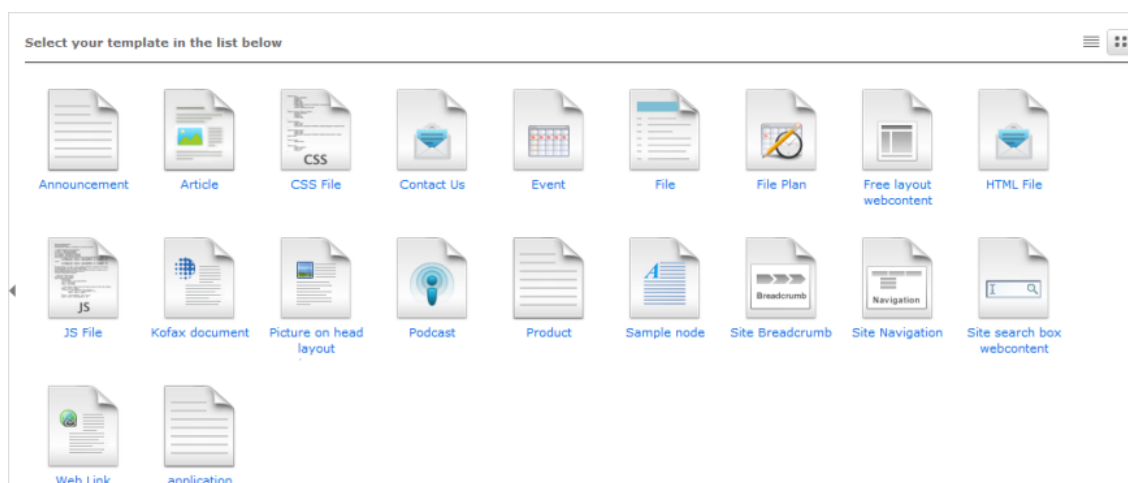 Select your template in the list below
CSS
Announcement Article CSS File Contact Us Event File File Plan Free layout webcontent HTML File
JS
Breadcrumb
Navigation
JS File Kofax document Picture on head layout Podcast Product Sample node Site Breadcrumb Site Navigation Site search box webcontent
Web Link application